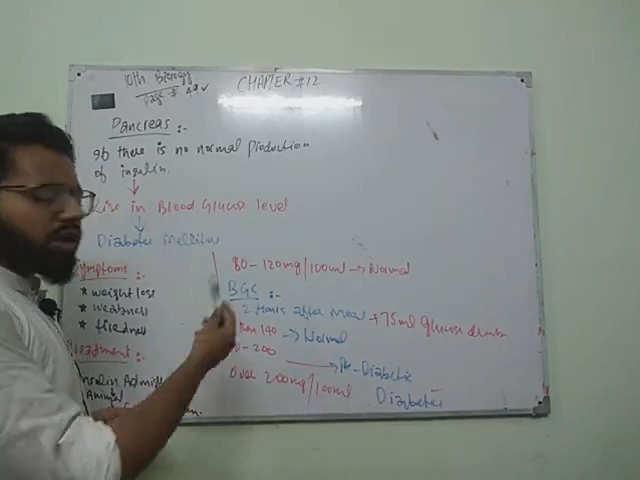 10th Biology
CHAPTER #12
Page # 42
Pancreas :-
If there is no normal Production
of insulin.
Rise in Blood Glucose level
Diabetes Mellitus
Symptoms :-
* weight loss
* weakness
* tiredness
Treatment :-
Insulin
Animal
80-120mg/100ml → Normal
BGC :-
2 Hours after Meal + 75ml glucose drink
than 140 → Normal
-200 → Pre-Diabetic
Over 200mg/100ml Diabetes